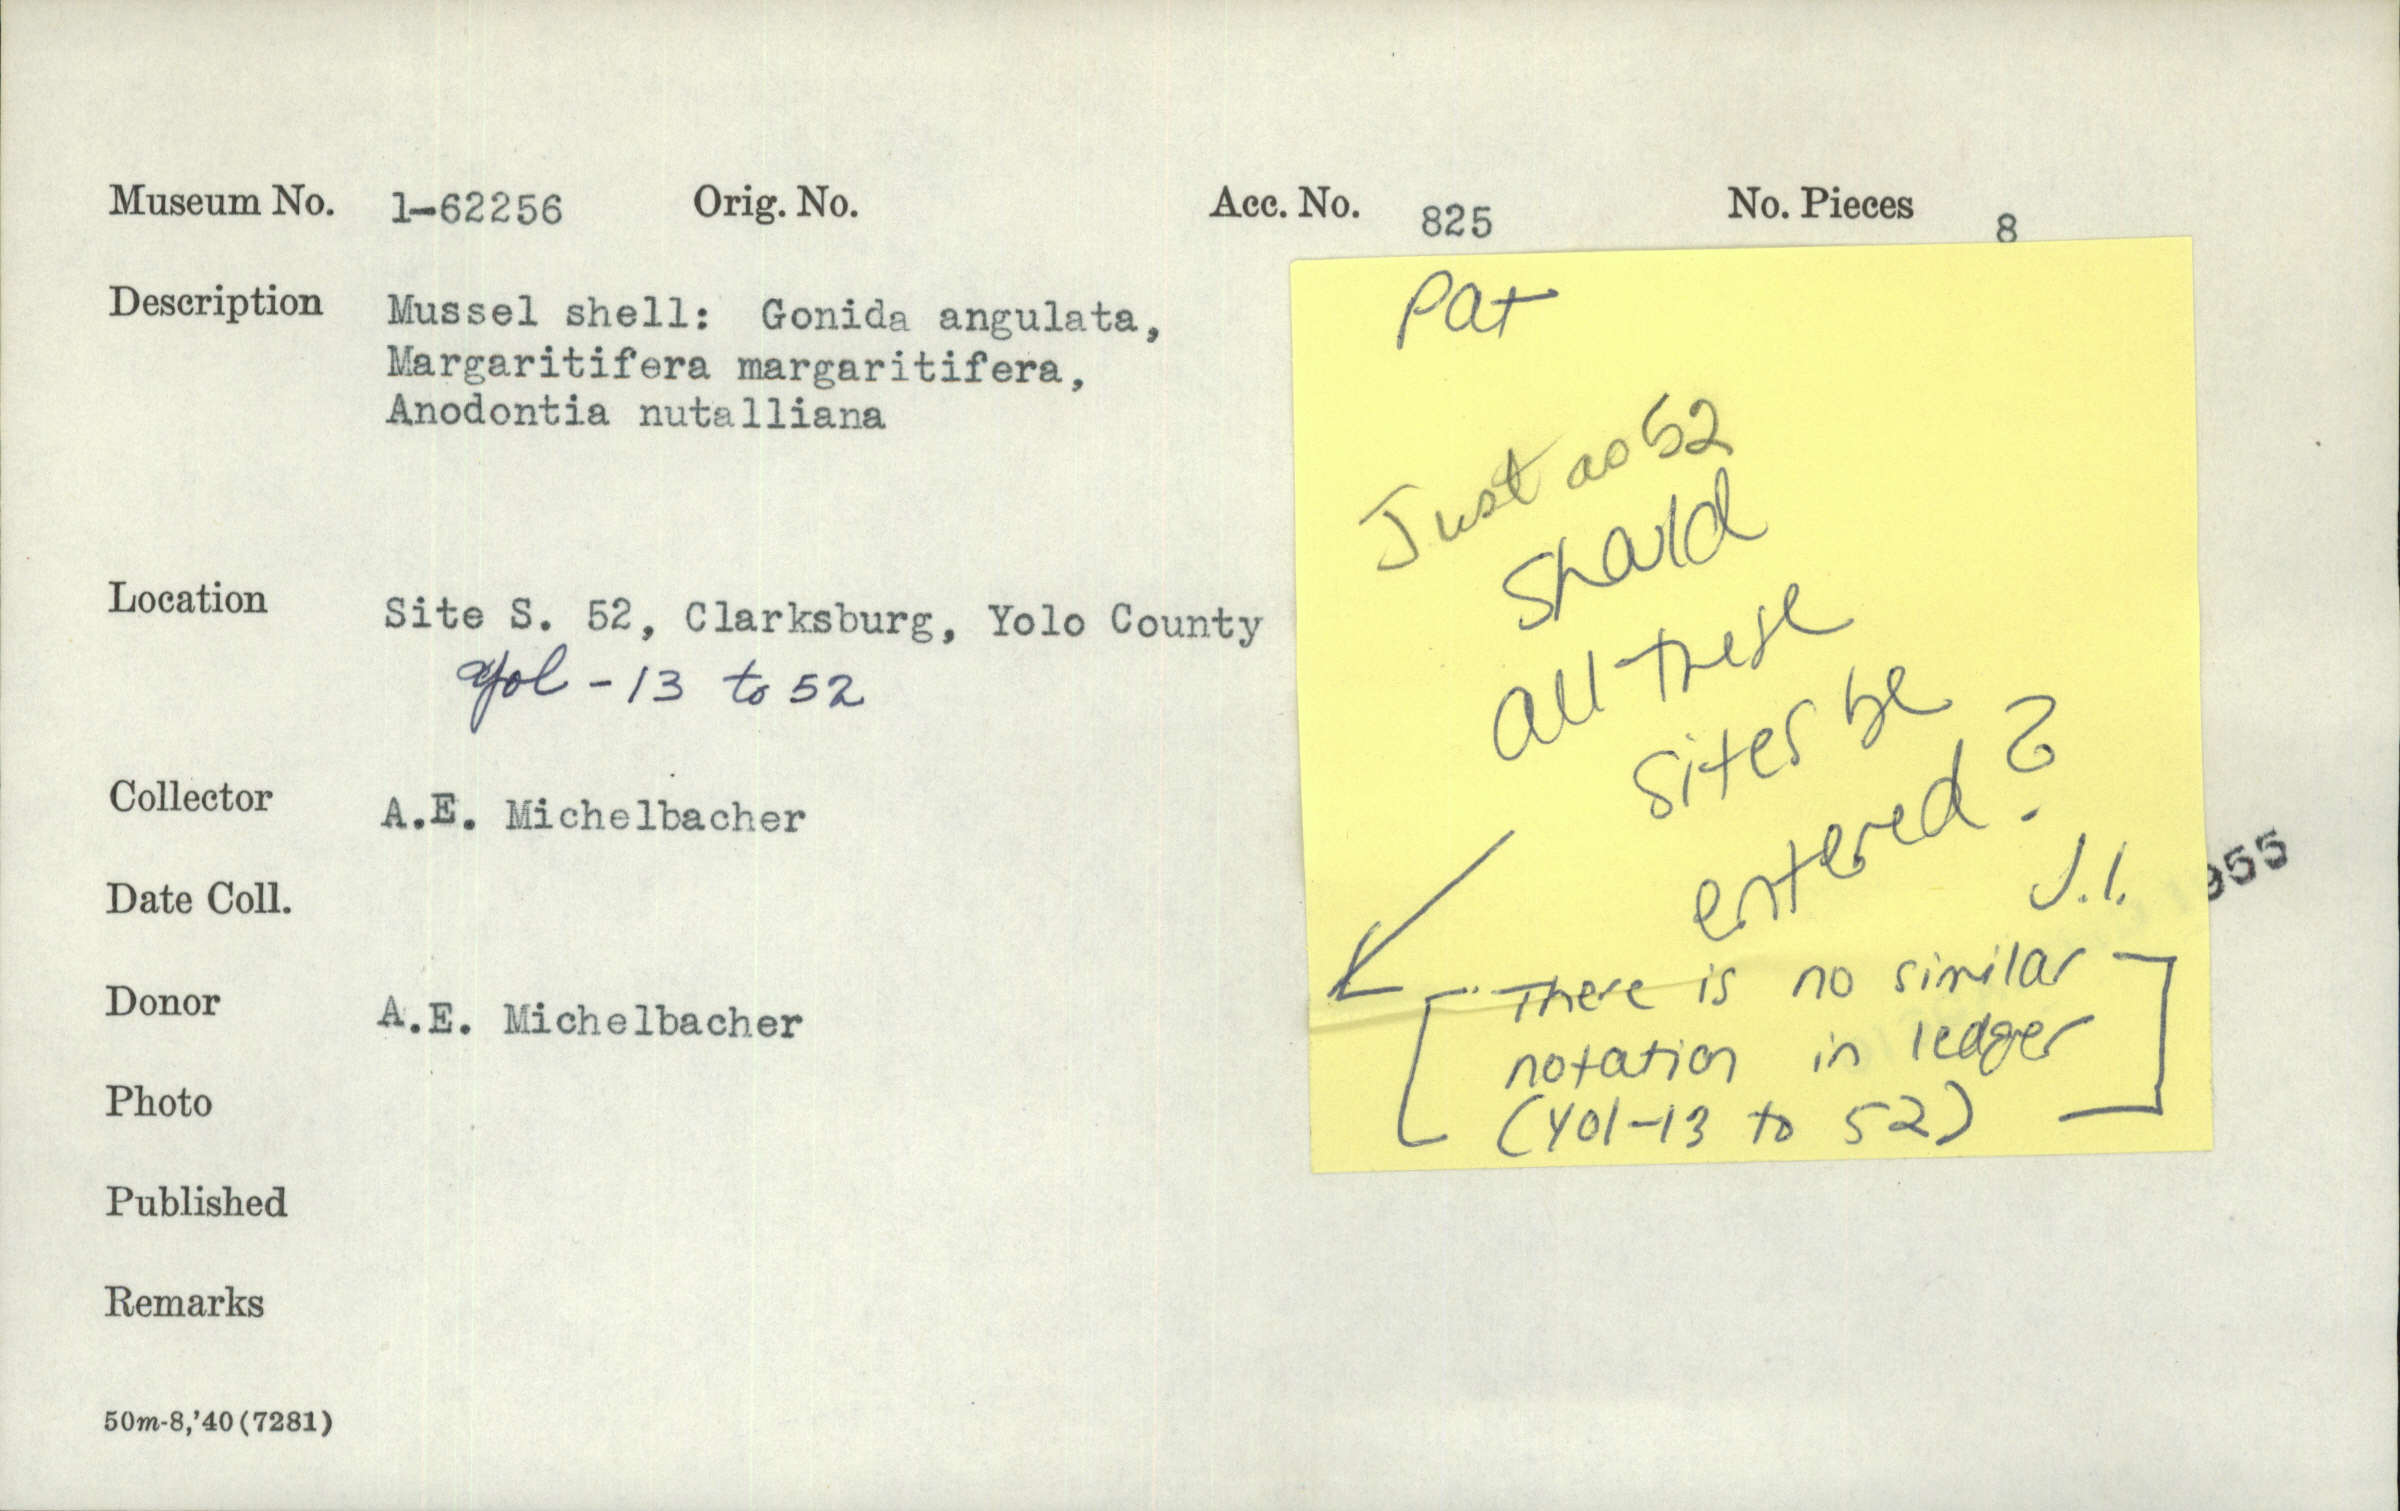 Museum No. 1-62256 Orig. No. Acc. No. 825 No. Pieces 8
Description Mussel shell: Gonida angulata,
Margaritifera margaritifera,
Anodontia nutalliana
Location Site S. 52, Clarksburg, Yolo County
Yol - 13 to 52
Collector A.E. Michelbacher
Date Coll.
Donor A.E. Michelbacher
Photo
Published
Remarks
50m-8,'40(7281)
Pat
Just as 52
Should
all these
sites be
entered?
J.I.
There is no similar
notation in ledger
(Yol-13 to 52)
955